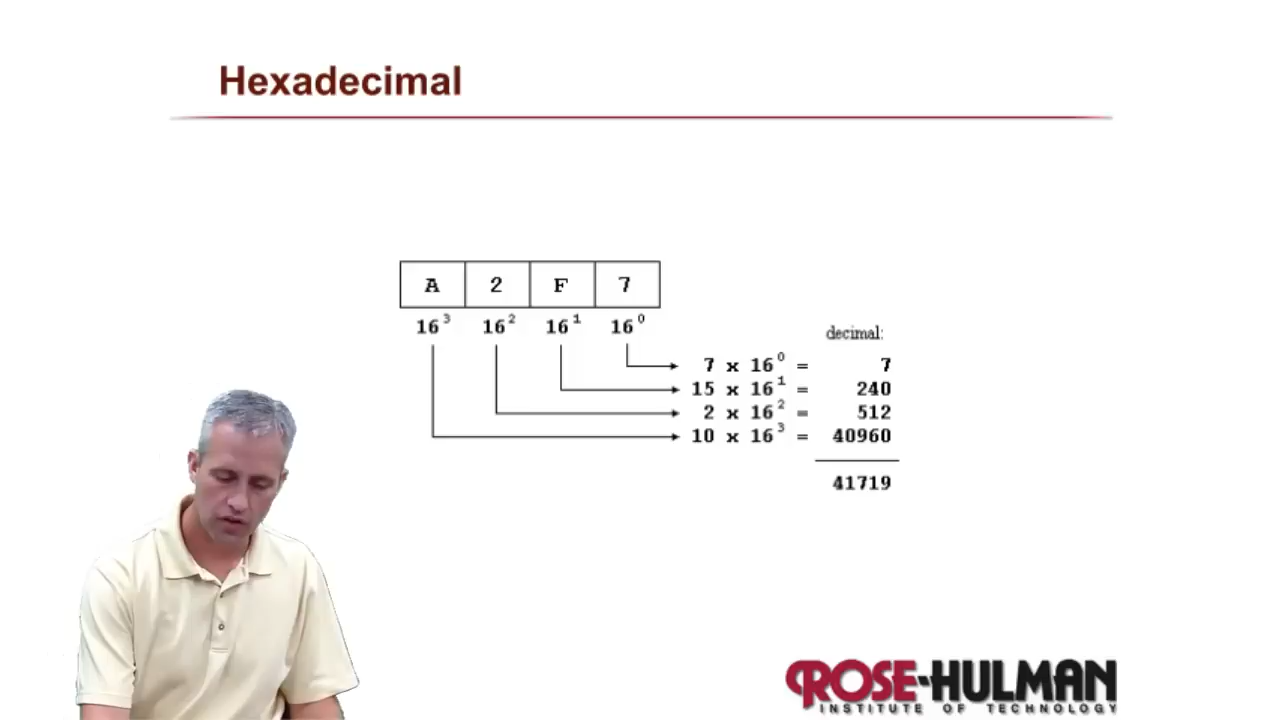 Hexadecimal
A 2 F 7
16³ 16² 16¹ 16⁰
decimal:
7 x 16⁰ = 7
15 x 16¹ = 240
2 x 16² = 512
10 x 16³ = 40960
41719
ROSE-HULMAN
INSTITUTE OF TECHNOLOGY